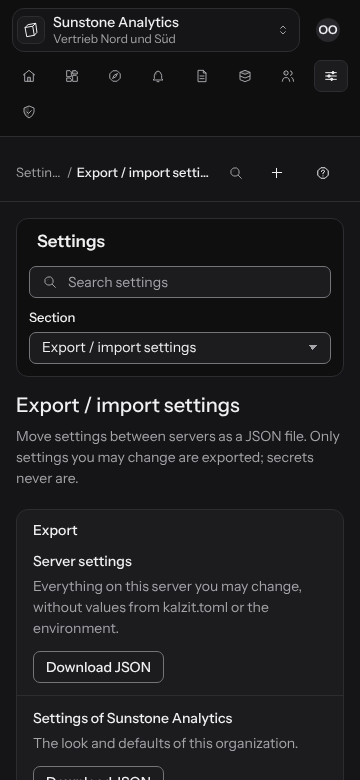 Sunstone Analytics
Vertrieb Nord und Süd
OO
Settin... / Export / import setti...
Settings
Search settings
Section
Export / import settings
Export / import settings
Move settings between servers as a JSON file. Only
settings you may change are exported; secrets
never are.
Export
Server settings
Everything on this server you may change,
without values from kalzit.toml or the
environment.
Download JSON
Settings of Sunstone Analytics
The look and defaults of this organization.
Download JSON